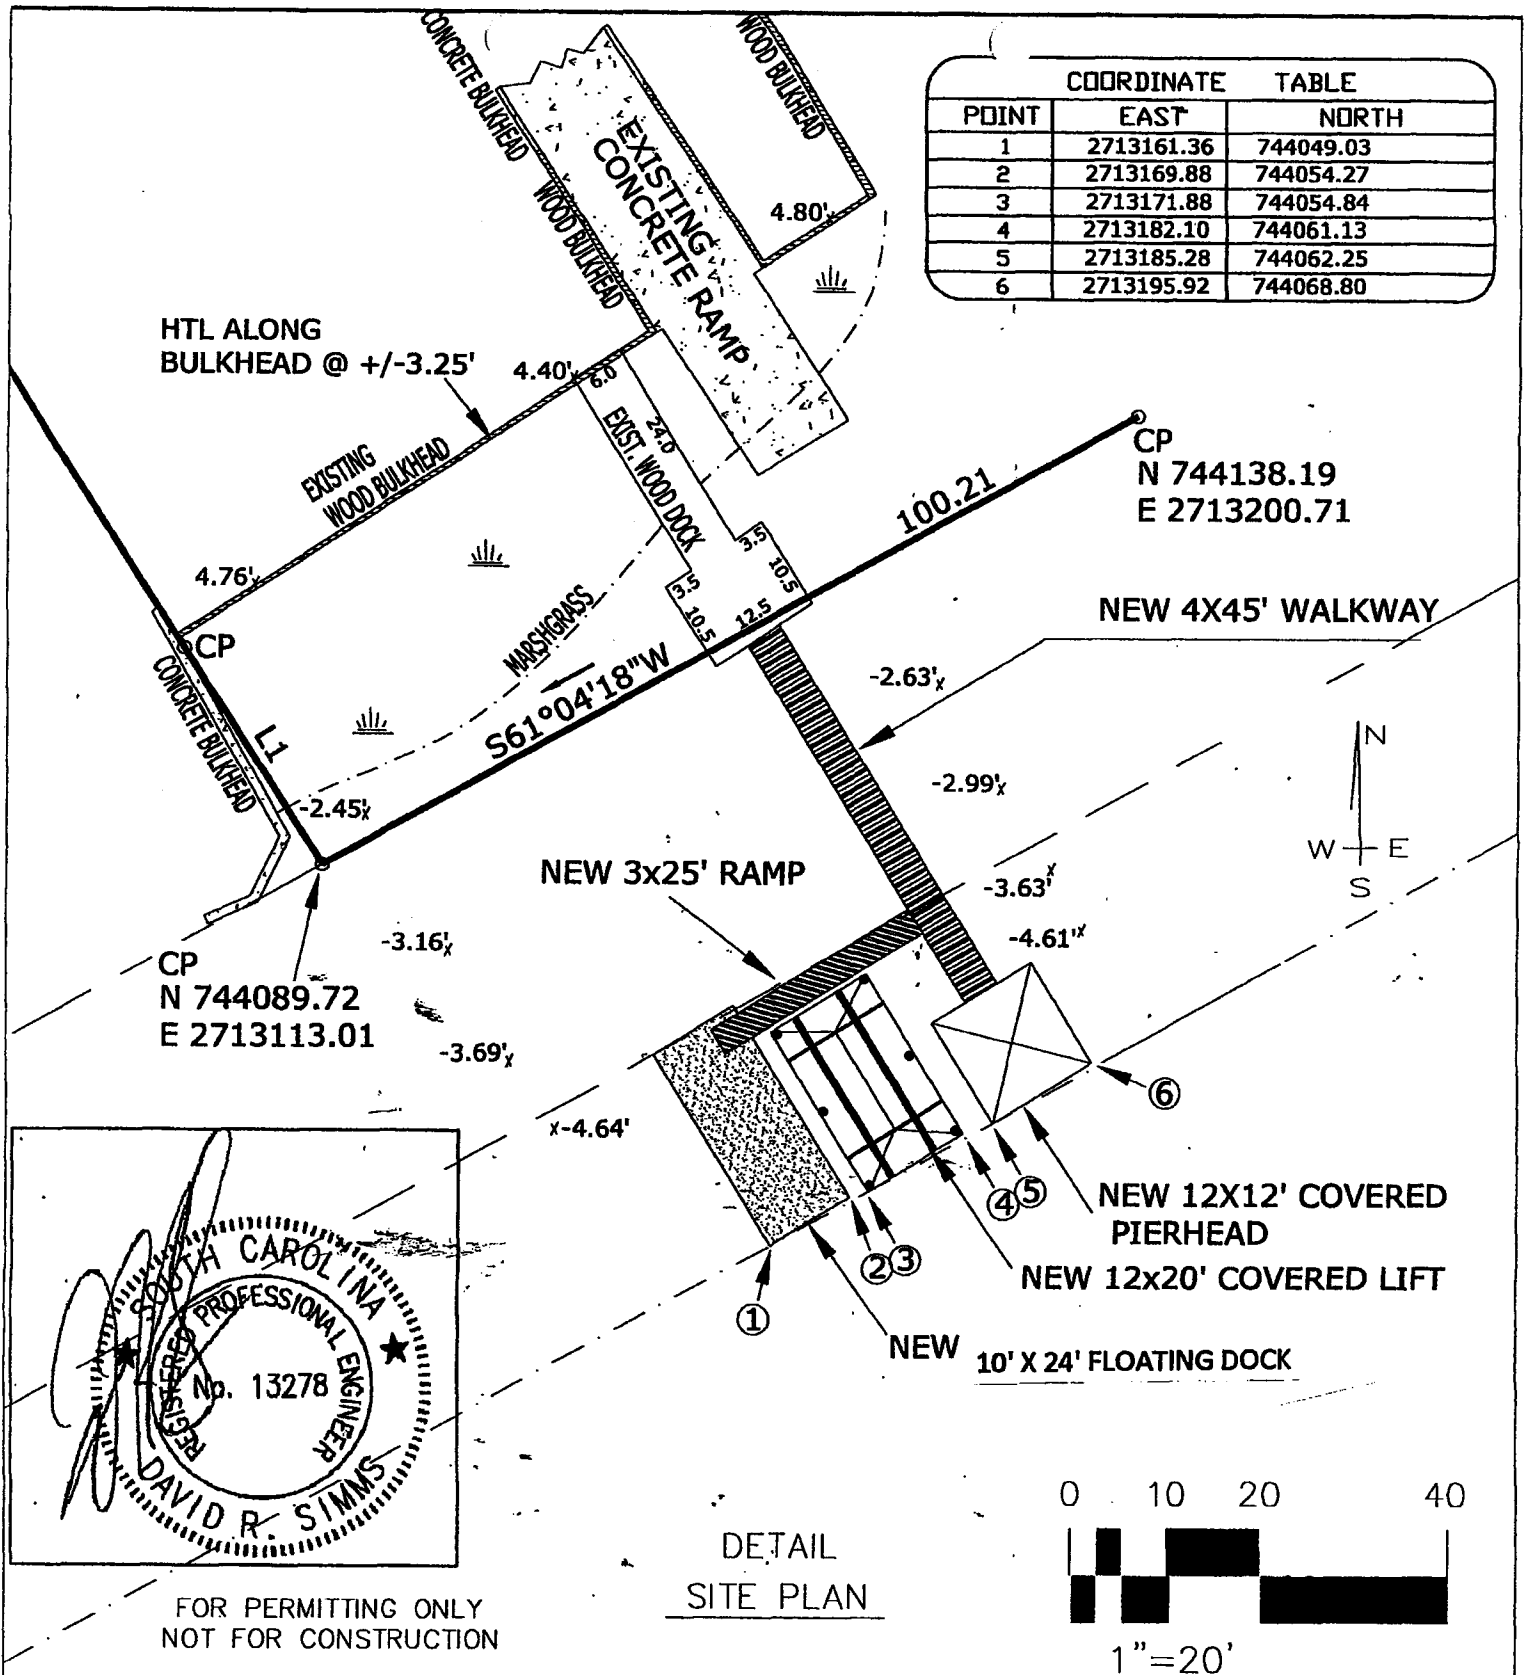 CONCRETE BULKHEAD
WOOD BULKHEAD
WOOD BULKHEAD
EXISTING
CONCRETE RAMP
4.80'x
COORDINATE TABLE
POINT EAST NORTH
1 2713161.36 744049.03
2 2713169.88 744054.27
3 2713171.88 744054.84
4 2713182.10 744061.13
5 2713185.28 744062.25
6 2713195.92 744068.80
HTL ALONG
BULKHEAD @ +/-3.25'
4.40'x
6.0
24.0
EXIST. WOOD DOCK
EXISTING
WOOD BULKHEAD
CP
N 744138.19
E 2713200.71
100.21
3.5
10.5
3.5
10.5
12.5
4.76'x
CP
MARSHGRASS
NEW 4X45' WALKWAY
CONCRETE BULKHEAD
L1
S61°04'18"W
-2.63'x
-2.99'x
-2.45'x
N
W E
S
NEW 3x25' RAMP
-3.63'x
-4.61'x
-3.16'x
CP
N 744089.72
E 2713113.01
-3.69'x
x-4.64'
6
5
4
3
2
1
NEW 12X12' COVERED
PIERHEAD
NEW 12x20' COVERED LIFT
NEW 10' X 24' FLOATING DOCK
SOUTH CAROLINA
REGISTERED PROFESSIONAL ENGINEER
No. 13278
DAVID R. SIMMS
0 10 20 40
1"=20'
DETAIL
SITE PLAN
FOR PERMITTING ONLY
NOT FOR CONSTRUCTION